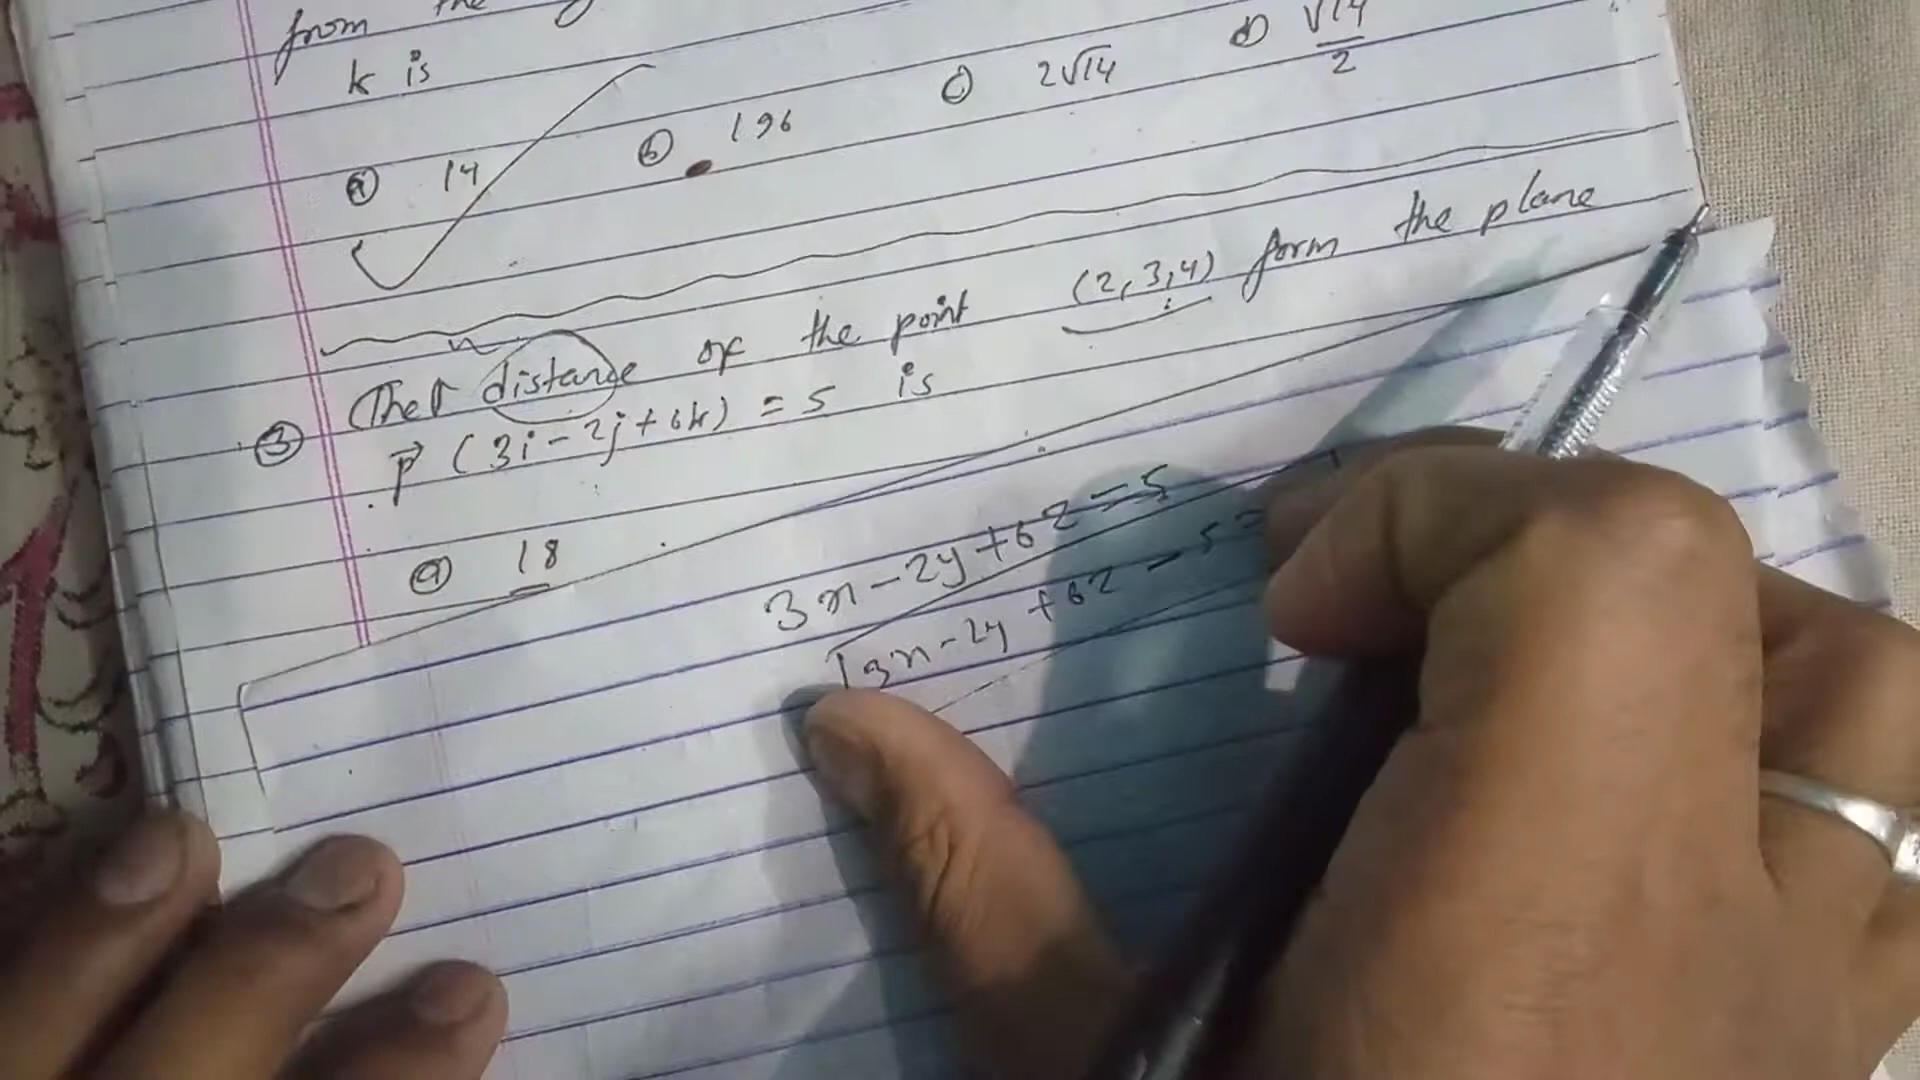 from the
k is
(a) 14 (b) 196 (c) 2√14 (d) √14/2
(3) The distance of the point (2,3,4) form the plane
r⃗ (3i - 2j + 6k) = 5 is
(a) 18
3x - 2y + 6z = 5
3x - 2y + 6z - 5 =